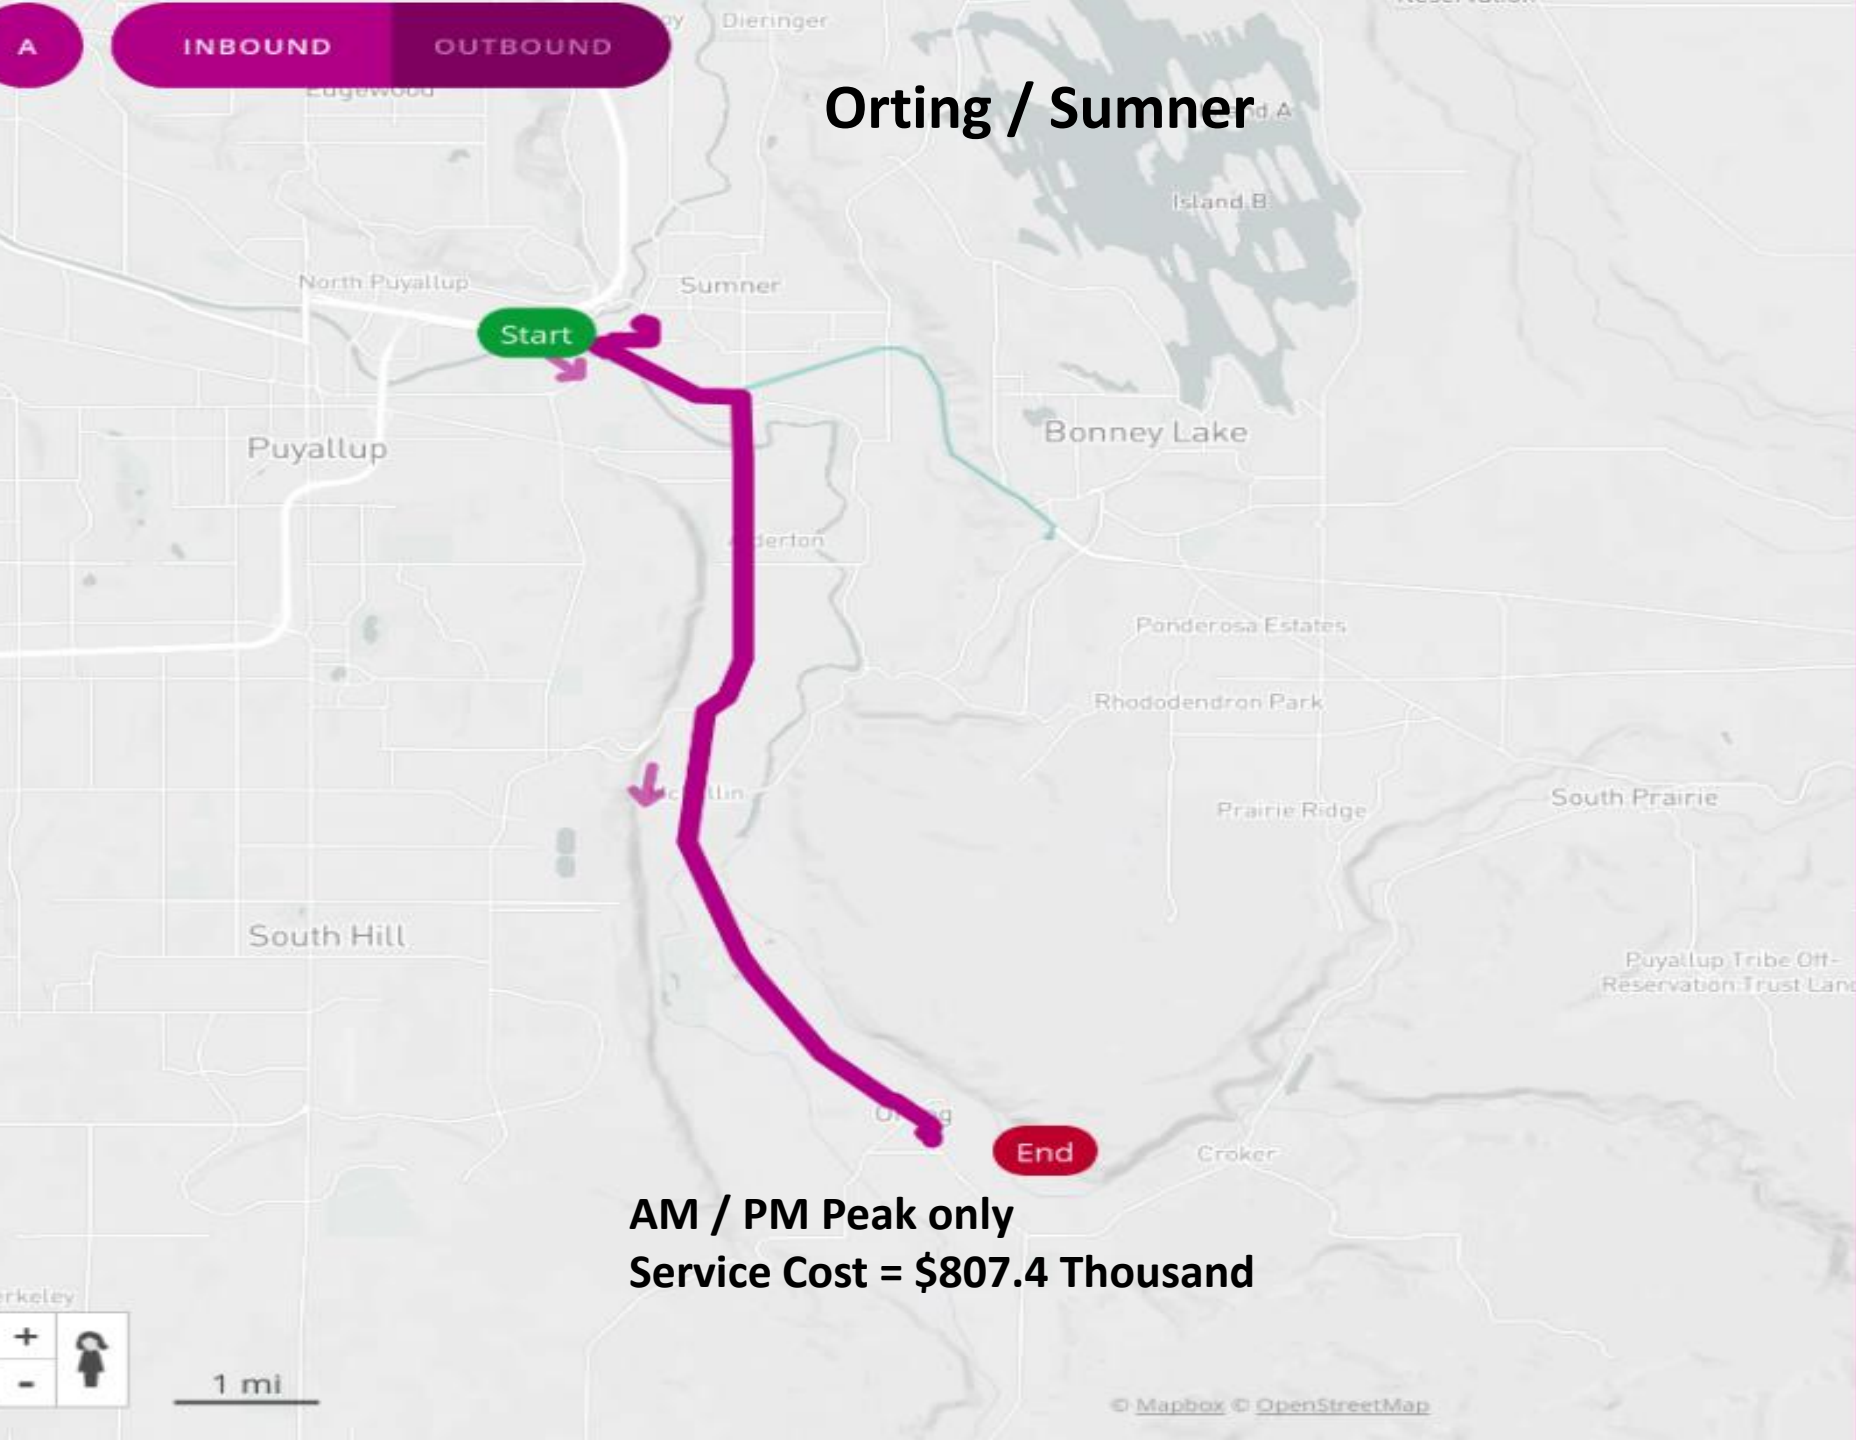 A
INBOUND
OUTBOUND
Dieringer
Edgewood
Orting / Sumner
Island B
North Puyallup
Sumner
Start
Bonney Lake
Puyallup
Ponderosa Estates
Rhododendron Park
South Prairie
Prairie Ridge
South Hill
Puyallup Tribe Off-
Reservation Trust Land
End
Croker
AM / PM Peak only
Service Cost = $807.4 Thousand
+
-
1 mi
© Mapbox © OpenStreetMap